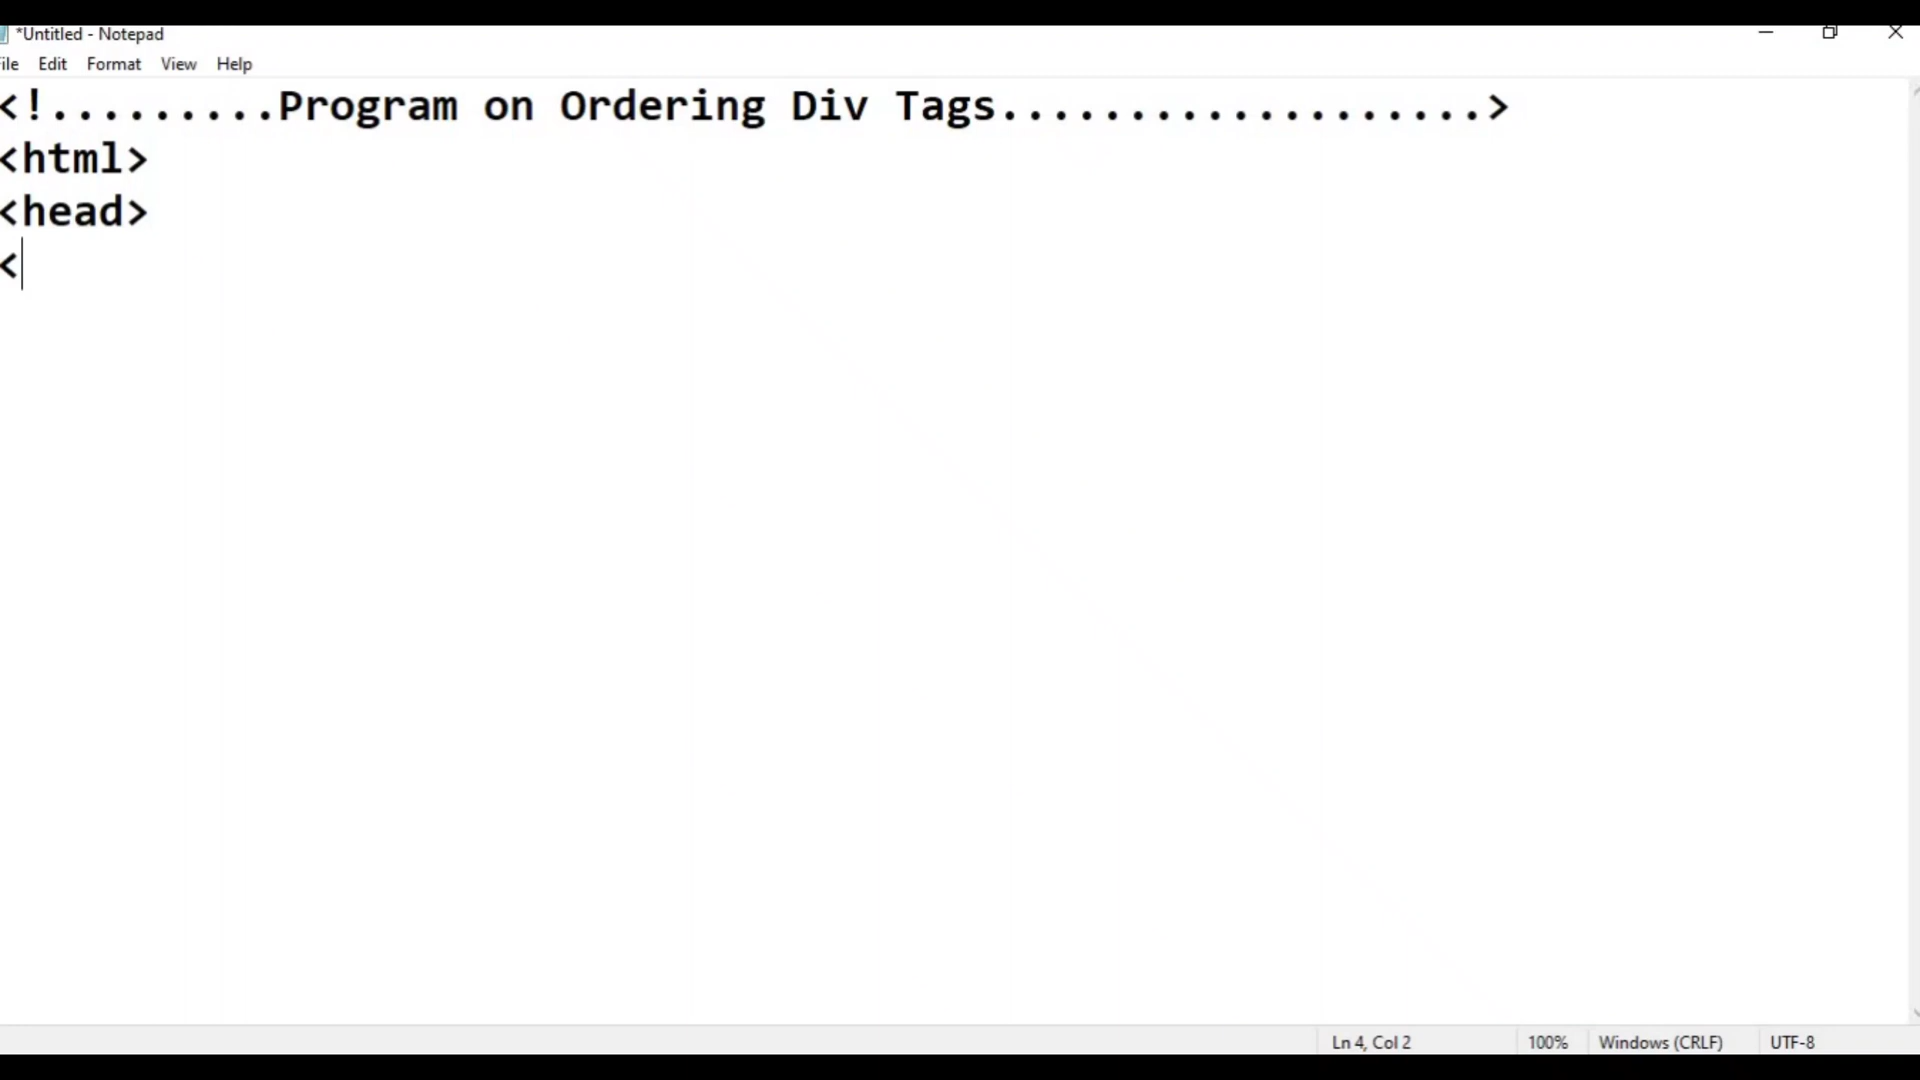 *Untitled - Notepad
ile Edit Format View Help
<!.........Program on Ordering Div Tags...................>
<html>
<head>
<
Ln 4, Col 2 100% Windows (CRLF) UTF-8